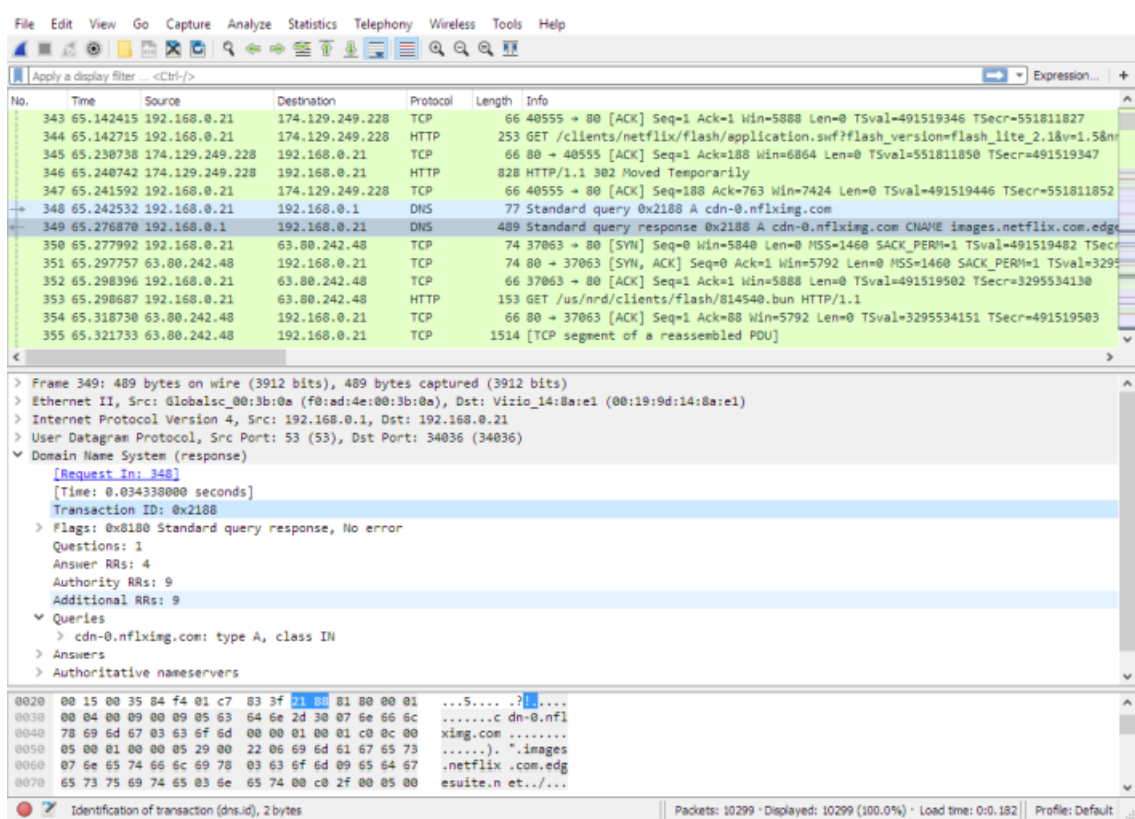 File Edit View Go Capture Analyze Statistics Telephony Wireless Tools Help
Apply a display filter ... <Ctrl-/> Expression... +
No. Time Source Destination Protocol Length Info
343 65.142415 192.168.0.21 174.129.249.228 TCP 66 40555 → 80 [ACK] Seq=1 Ack=1 Win=5888 Len=0 TSval=491519346 TSecr=551811827
344 65.142715 192.168.0.21 174.129.249.228 HTTP 253 GET /clients/netflix/flash/application.swf?flash_version=flash_lite_2.1&v=1.5&nr
345 65.230738 174.129.249.228 192.168.0.21 TCP 66 80 → 40555 [ACK] Seq=1 Ack=188 Win=6864 Len=0 TSval=551811850 TSecr=491519347
346 65.240742 174.129.249.228 192.168.0.21 HTTP 828 HTTP/1.1 302 Moved Temporarily
347 65.241592 192.168.0.21 174.129.249.228 TCP 66 40555 → 80 [ACK] Seq=188 Ack=763 Win=7424 Len=0 TSval=491519446 TSecr=551811852
348 65.242532 192.168.0.21 192.168.0.1 DNS 77 Standard query 0x2188 A cdn-0.nflximg.com
349 65.276870 192.168.0.1 192.168.0.21 DNS 489 Standard query response 0x2188 A cdn-0.nflximg.com CNAME images.netflix.com.edge
350 65.277992 192.168.0.21 63.80.242.48 TCP 74 37063 → 80 [SYN] Seq=0 Win=5840 Len=0 MSS=1460 SACK_PERM=1 TSval=491519482 TSecr
351 65.297757 63.80.242.48 192.168.0.21 TCP 74 80 → 37063 [SYN, ACK] Seq=0 Ack=1 Win=5792 Len=0 MSS=1460 SACK_PERM=1 TSval=3295
352 65.298396 192.168.0.21 63.80.242.48 TCP 66 37063 → 80 [ACK] Seq=1 Ack=1 Win=5888 Len=0 TSval=491519502 TSecr=3295534130
353 65.298687 192.168.0.21 63.80.242.48 HTTP 153 GET /us/nrd/clients/flash/814540.bun HTTP/1.1
354 65.318730 63.80.242.48 192.168.0.21 TCP 66 80 → 37063 [ACK] Seq=1 Ack=88 Win=5792 Len=0 TSval=3295534151 TSecr=491519503
355 65.321733 63.80.242.48 192.168.0.21 TCP 1514 [TCP segment of a reassembled PDU]
Frame 349: 489 bytes on wire (3912 bits), 489 bytes captured (3912 bits)
Ethernet II, Src: Globalsc_00:3b:0a (f0:ad:4e:00:3b:0a), Dst: Vizio_14:8a:e1 (00:19:9d:14:8a:e1)
Internet Protocol Version 4, Src: 192.168.0.1, Dst: 192.168.0.21
User Datagram Protocol, Src Port: 53 (53), Dst Port: 34036 (34036)
Domain Name System (response)
[Request In: 348]
[Time: 0.034338000 seconds]
Transaction ID: 0x2188
Flags: 0x8180 Standard query response, No error
Questions: 1
Answer RRs: 4
Authority RRs: 9
Additional RRs: 9
Queries
cdn-0.nflximg.com: type A, class IN
Answers
Authoritative nameservers
0020 00 15 00 35 84 f4 01 c7 83 3f 21 88 81 80 00 01 ...5.... .?!.....
0030 00 04 00 09 00 09 05 63 64 6e 2d 30 07 6e 66 6c .......c dn-0.nfl
0040 78 69 6d 67 03 63 6f 6d 00 00 01 00 01 c0 0c 00 ximg.com ........
0050 05 00 01 00 00 05 29 00 22 06 69 6d 61 67 65 73 ......). ".images
0060 07 6e 65 74 66 6c 69 78 03 63 6f 6d 09 65 64 67 .netflix .com.edg
0070 65 73 75 69 74 65 03 6e 65 74 00 c0 2f 00 05 00 esuite.n et../...
Identification of transaction (dns.id), 2 bytes Packets: 10299 · Displayed: 10299 (100.0%) · Load time: 0:0.182 Profile: Default